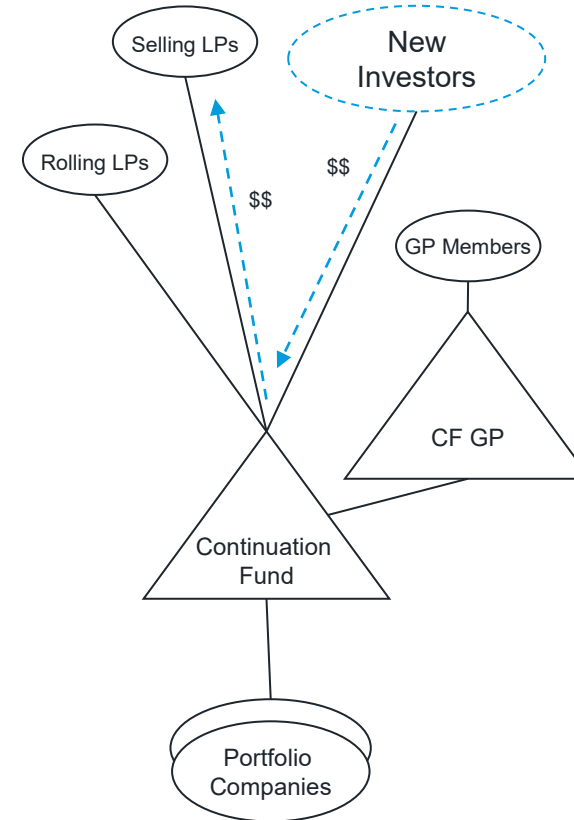 Selling LPs
New
Investors
Rolling LPs
$$
$$
GP Members
CF GP
Continuation
Fund
Portfolio
Companies